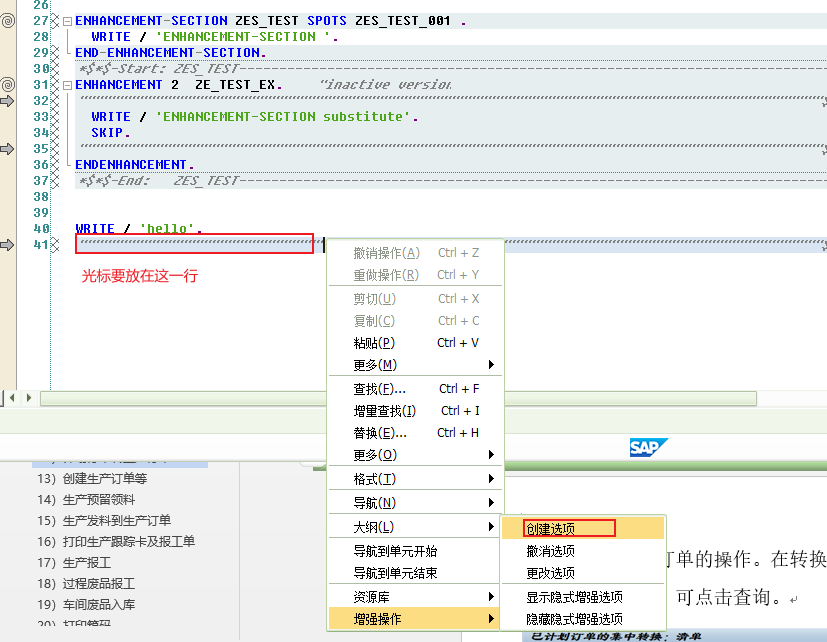 26
27 ENHANCEMENT-SECTION ZES_TEST SPOTS ZES_TEST_001 .
28 WRITE / 'ENHANCEMENT-SECTION '.
29 END-ENHANCEMENT-SECTION.
30 *$*$-Start: ZES_TEST
31 ENHANCEMENT 2 ZE_TEST_EX. "inactive version
32
33 WRITE / 'ENHANCEMENT-SECTION substitute'.
34 SKIP.
35
36 ENDENHANCEMENT.
37 *$*$-End: ZES_TEST
38
39
40 WRITE / 'hello'.
41
光标要放在这一行
撤消操作(A) Ctrl + Z
重做操作(R) Ctrl + Y
剪切(U) Ctrl + X
复制(C) Ctrl + C
粘贴(P) Ctrl + V
更多(M)
查找(F)... Ctrl + F
增量查找(I) Ctrl + I
替换(E)... Ctrl + H
更多(O)
格式(T)
导航(N)
大纲(L)
导航到单元开始
导航到单元结束
资源库
增强操作
创建选项
撤消选项
更改选项
显示隐式增强选项
隐藏隐式增强选项
SAP
13）创建生产订单等
14）生产预留领料
15）生产发料到生产订单
16）打印生产跟踪卡及报工单
17）生产报工
18）过程废品报工
19）车间废品入库
单的操作。在转换
可点击查询。
已计划订单的集中转换：清单